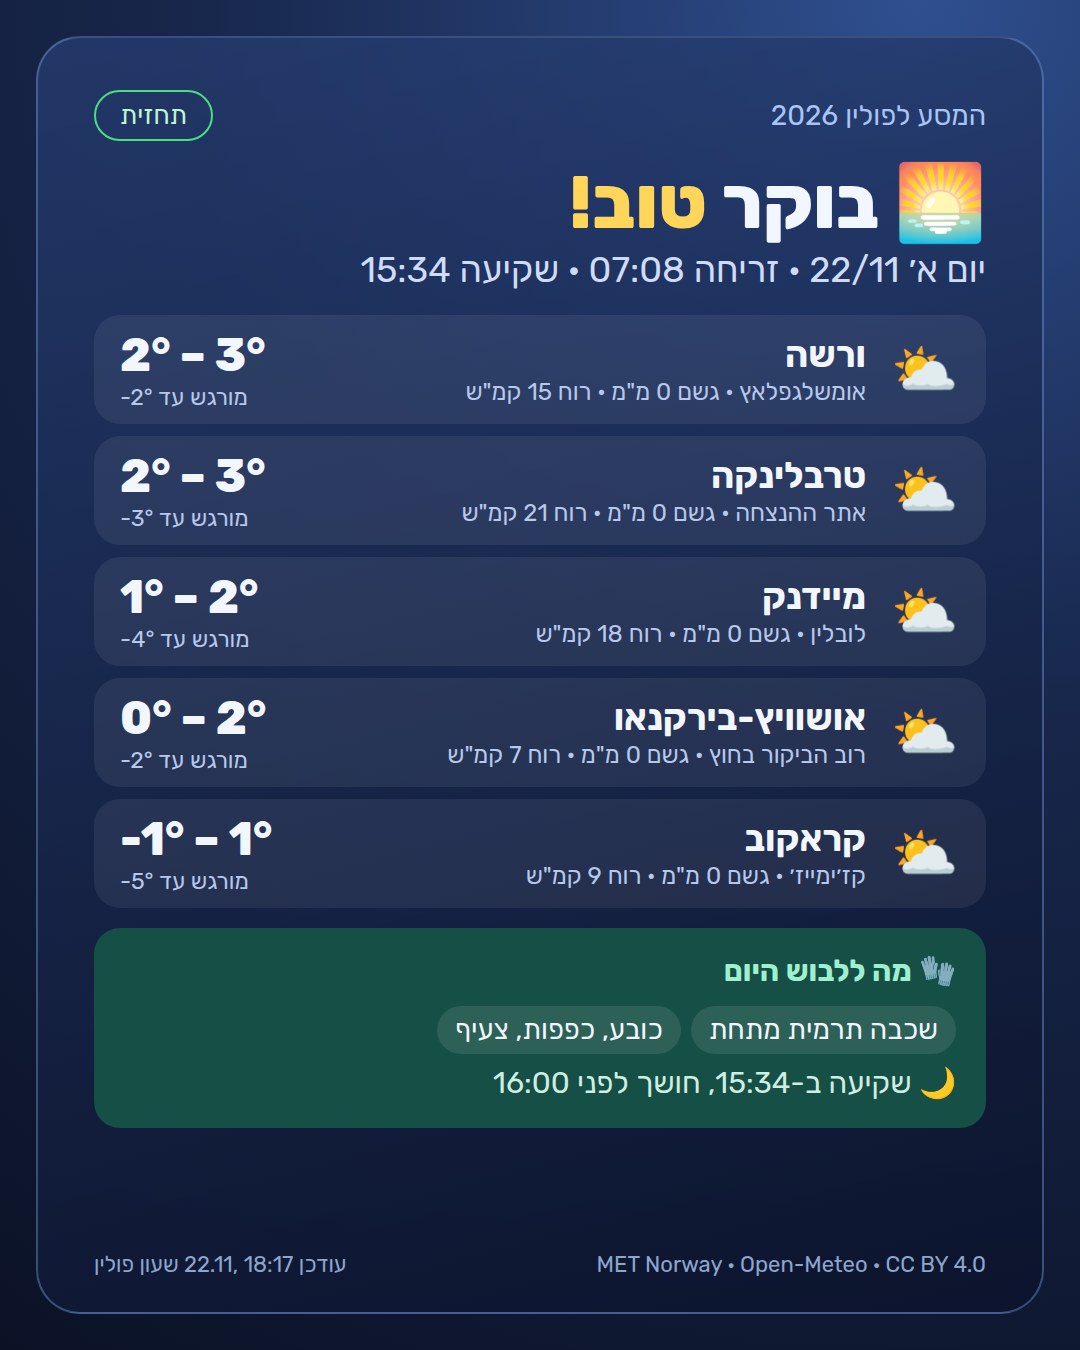 המסע לפולין 2026
תחזית
בוקר טוב!
יום א׳ 22/11 • זריחה 07:08 • שקיעה 15:34
ורשה
אומשלגפלאץ • גשם 0 מ"מ • רוח 15 קמ"ש
2° – 3°
מורגש עד ‎-2°
טרבלינקה
אתר ההנצחה • גשם 0 מ"מ • רוח 21 קמ"ש
2° – 3°
מורגש עד ‎-3°
מיידנק
לובלין • גשם 0 מ"מ • רוח 18 קמ"ש
1° – 2°
מורגש עד ‎-4°
אושוויץ-בירקנאו
רוב הביקור בחוץ • גשם 0 מ"מ • רוח 7 קמ"ש
0° – 2°
מורגש עד ‎-2°
קראקוב
קז׳ימייז׳ • גשם 0 מ"מ • רוח 9 קמ"ש
-1° – 1°
מורגש עד ‎-5°
מה ללבוש היום
שכבה תרמית מתחת
כובע, כפפות, צעיף
שקיעה ב-15:34, חושך לפני 16:00
MET Norway • Open-Meteo • CC BY 4.0
עודכן 18:17 ,22.11 שעון פולין